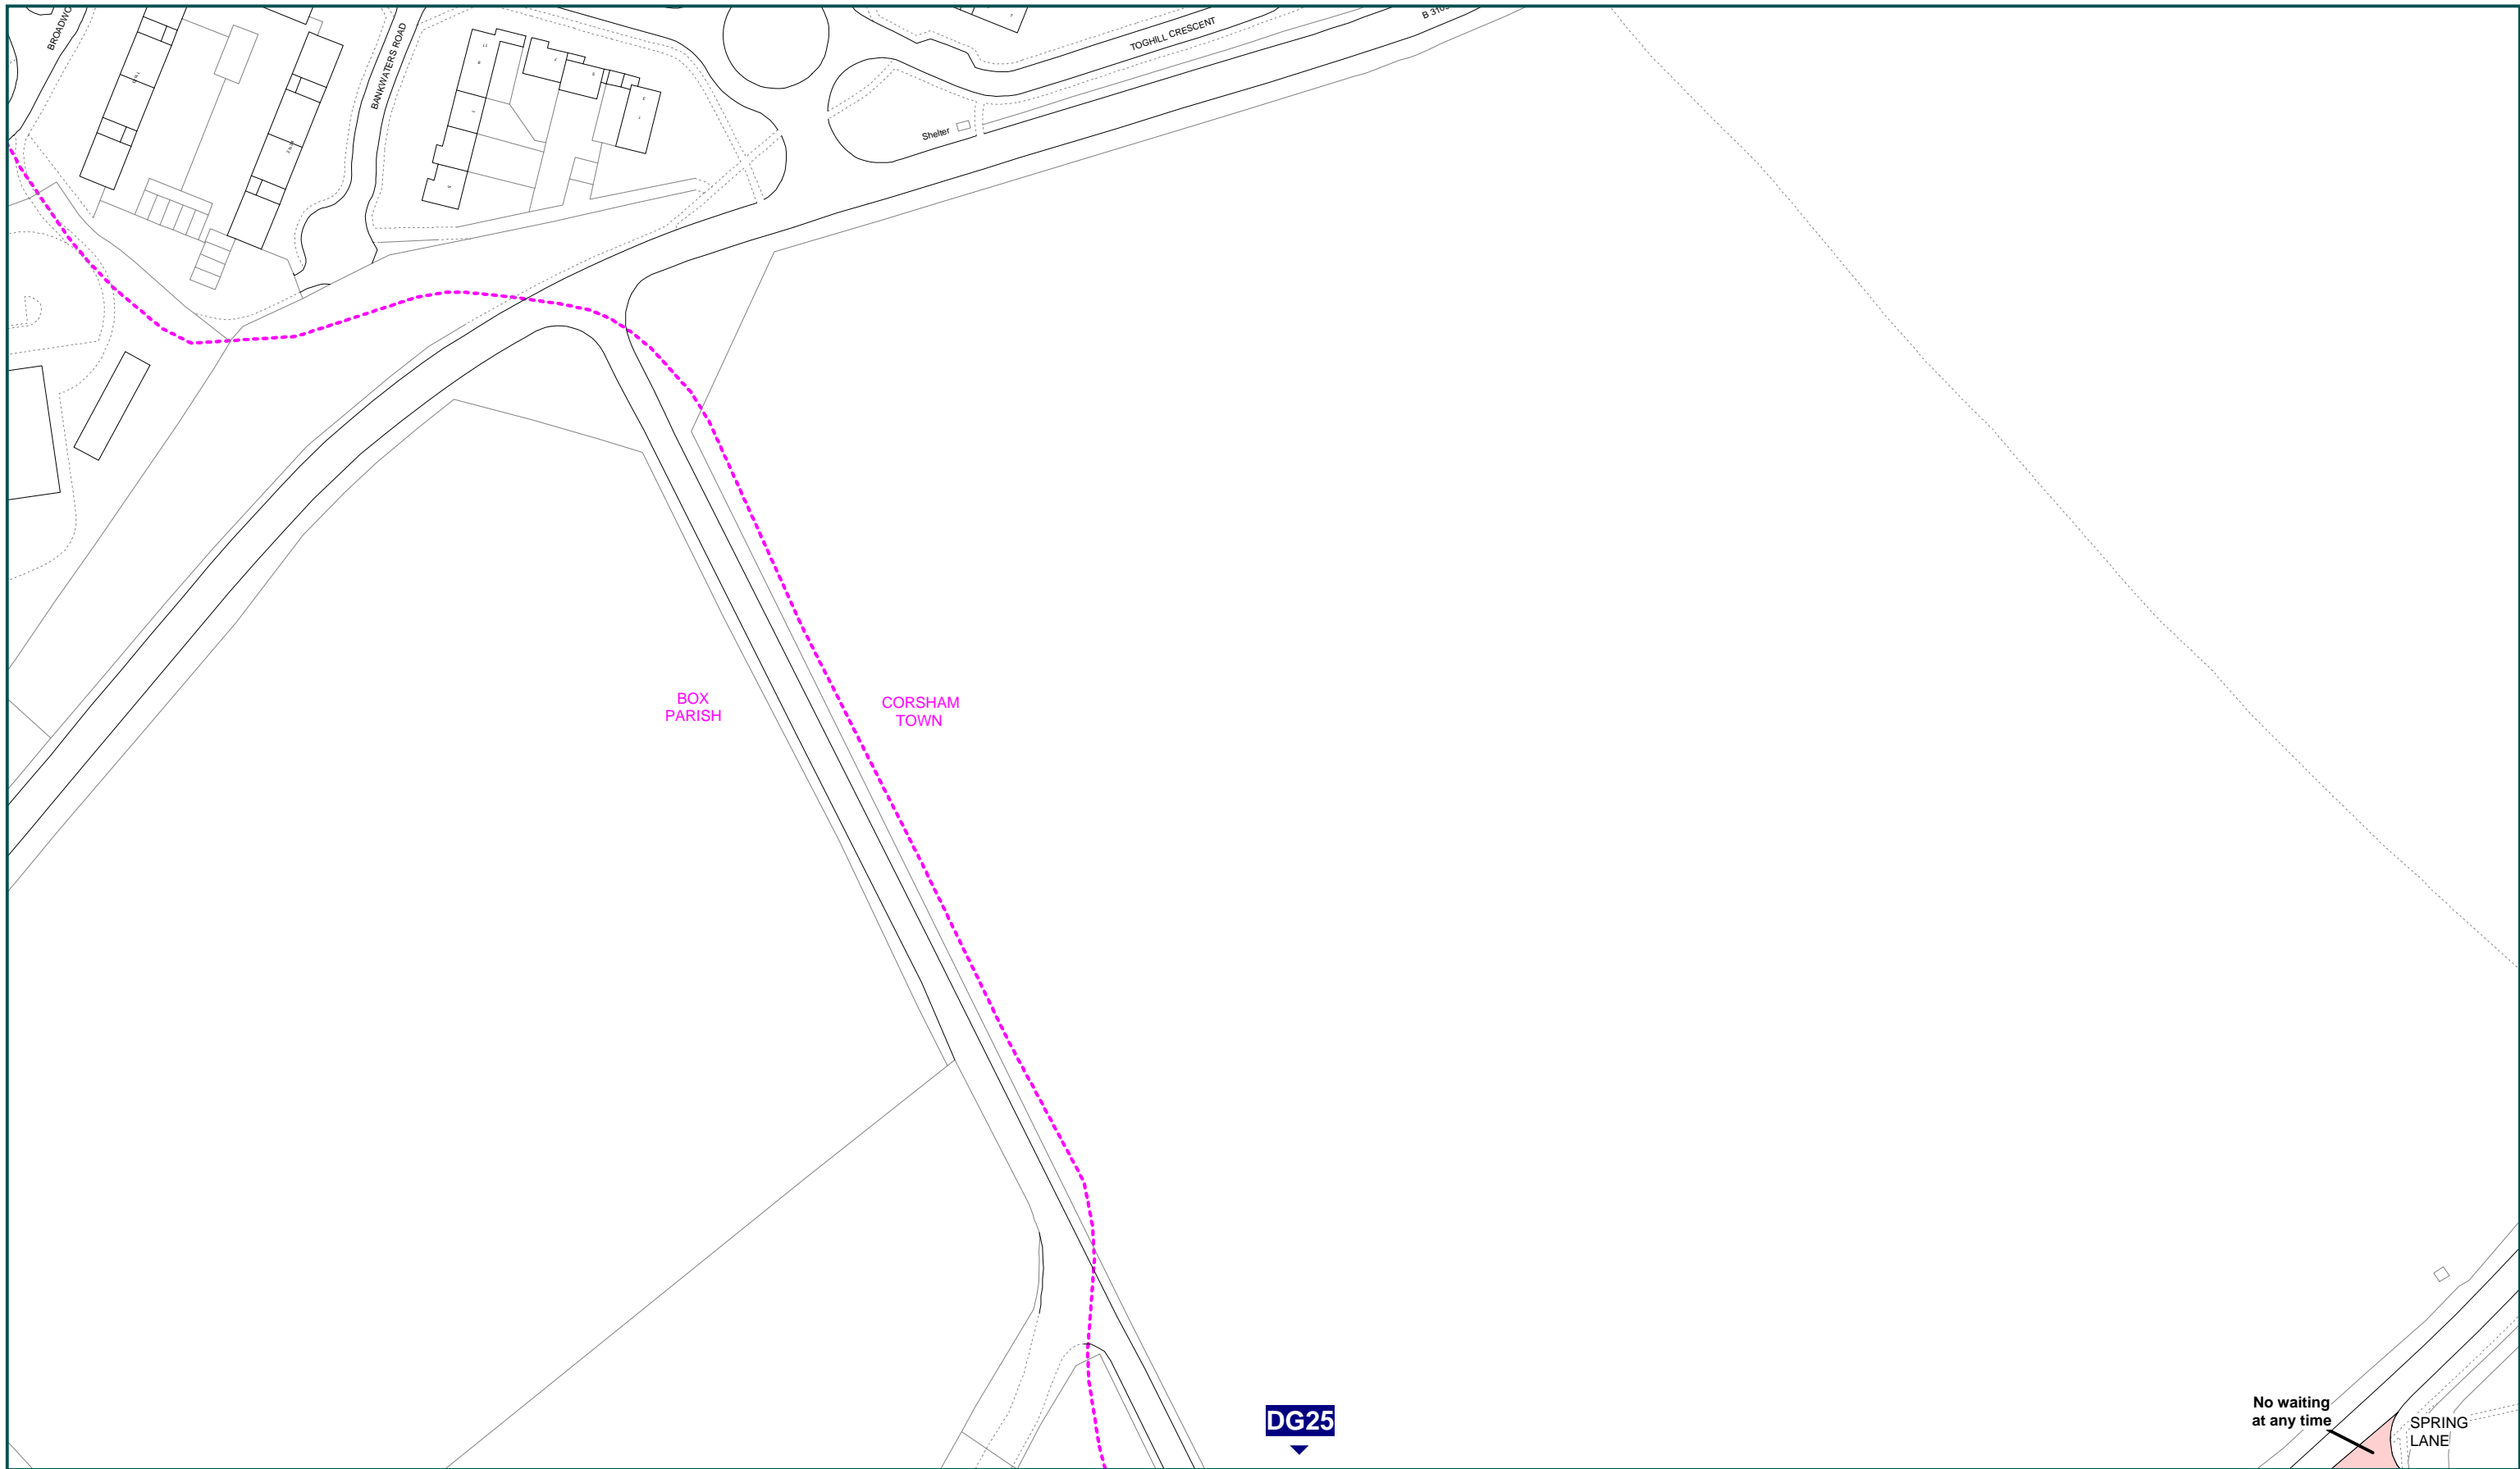 BANKWATERS ROAD
TOGHILL CRESCENT
Shelter
BOX
PARISH
CORSHAM
TOWN
DG25
No waiting
at any time
SPRING
LANE